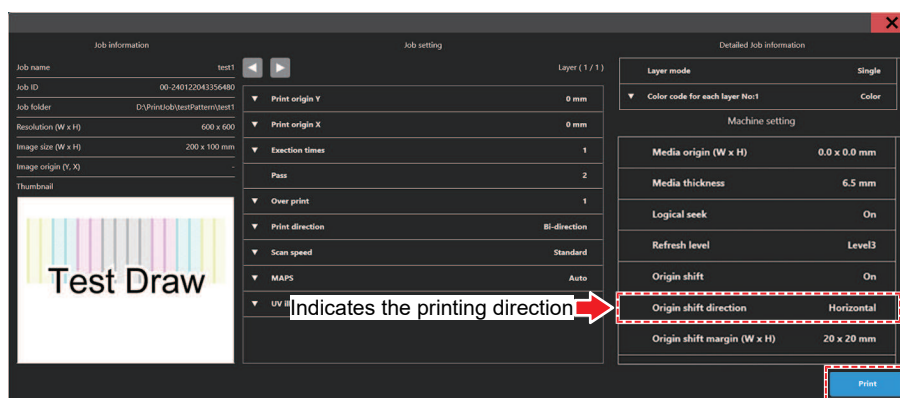 Job information
Job name test1
Job ID 00-240122043356480
Job folder D:\PrintJob\testPattern\test1
Resolution (W x H) 600 x 600
Image size (W x H) 200 x 100 mm
Image origin (Y, X) -
Thumbnail
Test Draw
Job setting
Layer ( 1 / 1 )
Print origin Y 0 mm
Print origin X 0 mm
Exection times 1
Pass 2
Over print 1
Print direction Bi-direction
Scan speed Standard
MAPS Auto
UV
Indicates the printing direction
Detailed Job information
Layer mode Single
Color code for each layer No:1 Color
Machine setting
Media origin (W x H) 0.0 x 0.0 mm
Media thickness 6.5 mm
Logical seek On
Refresh level Level3
Origin shift On
Origin shift direction Horizontal
Origin shift margin (W x H) 20 x 20 mm
Print